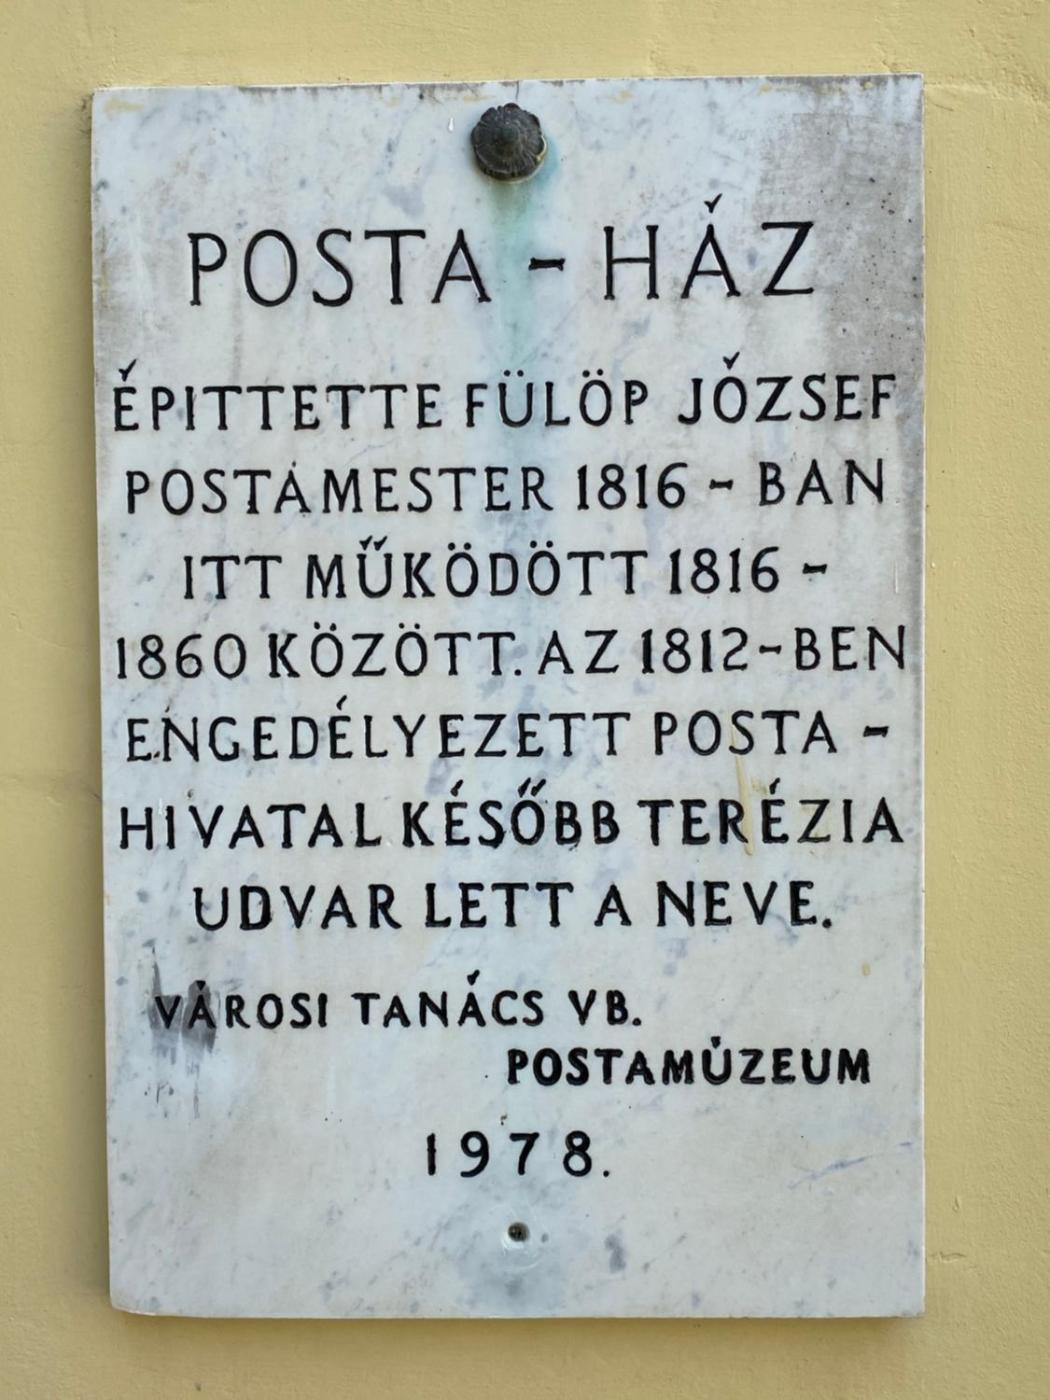 POSTA - HÁZ
ÉPITTETTE FÜLÖP JÓZSEF
POSTAMESTER 1816 - BAN
ITT MŰKÖDÖTT 1816 -
1860 KÖZÖTT. AZ 1812-BEN
ENGEDÉLYEZETT POSTA -
HIVATAL KÉSŐBB TERÉZIA
UDVAR LETT A NEVE.
VÁROSI TANÁCS VB.
POSTAMÚZEUM
1978.